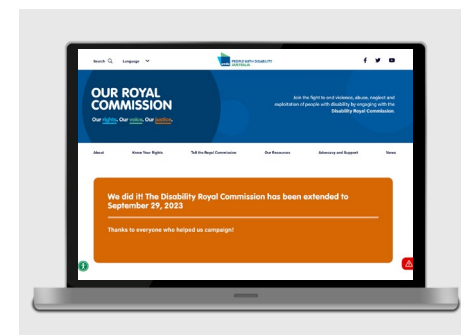 Search
Language
PEOPLE WITH DISABILITY
AUSTRALIA
OUR ROYAL
COMMISSION
Our rights. Our voice. Our justice.
Join the fight to end violence, abuse, neglect and
exploitation of people with disability by engaging with the
Disability Royal Commission.
About
Know Your Rights
Tell the Royal Commission
Our Resources
Advocacy and Support
News
We did it! The Disability Royal Commission has been extended to
September 29, 2023
Thanks to everyone who helped us campaign!